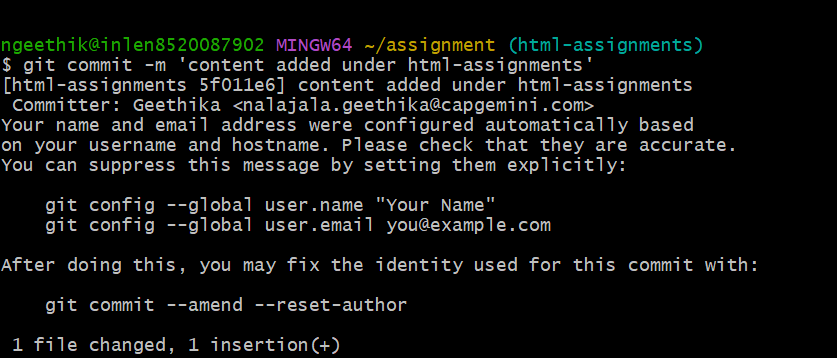 ngeethik@inlen8520087902 MINGW64 ~/assignment (html-assignments)
$ git commit -m 'content added under html-assignments'
[html-assignments 5f011e6] content added under html-assignments
 Committer: Geethika <nalajala.geethika@capgemini.com>
Your name and email address were configured automatically based
on your username and hostname. Please check that they are accurate.
You can suppress this message by setting them explicitly:

    git config --global user.name "Your Name"
    git config --global user.email you@example.com

After doing this, you may fix the identity used for this commit with:

    git commit --amend --reset-author

 1 file changed, 1 insertion(+)